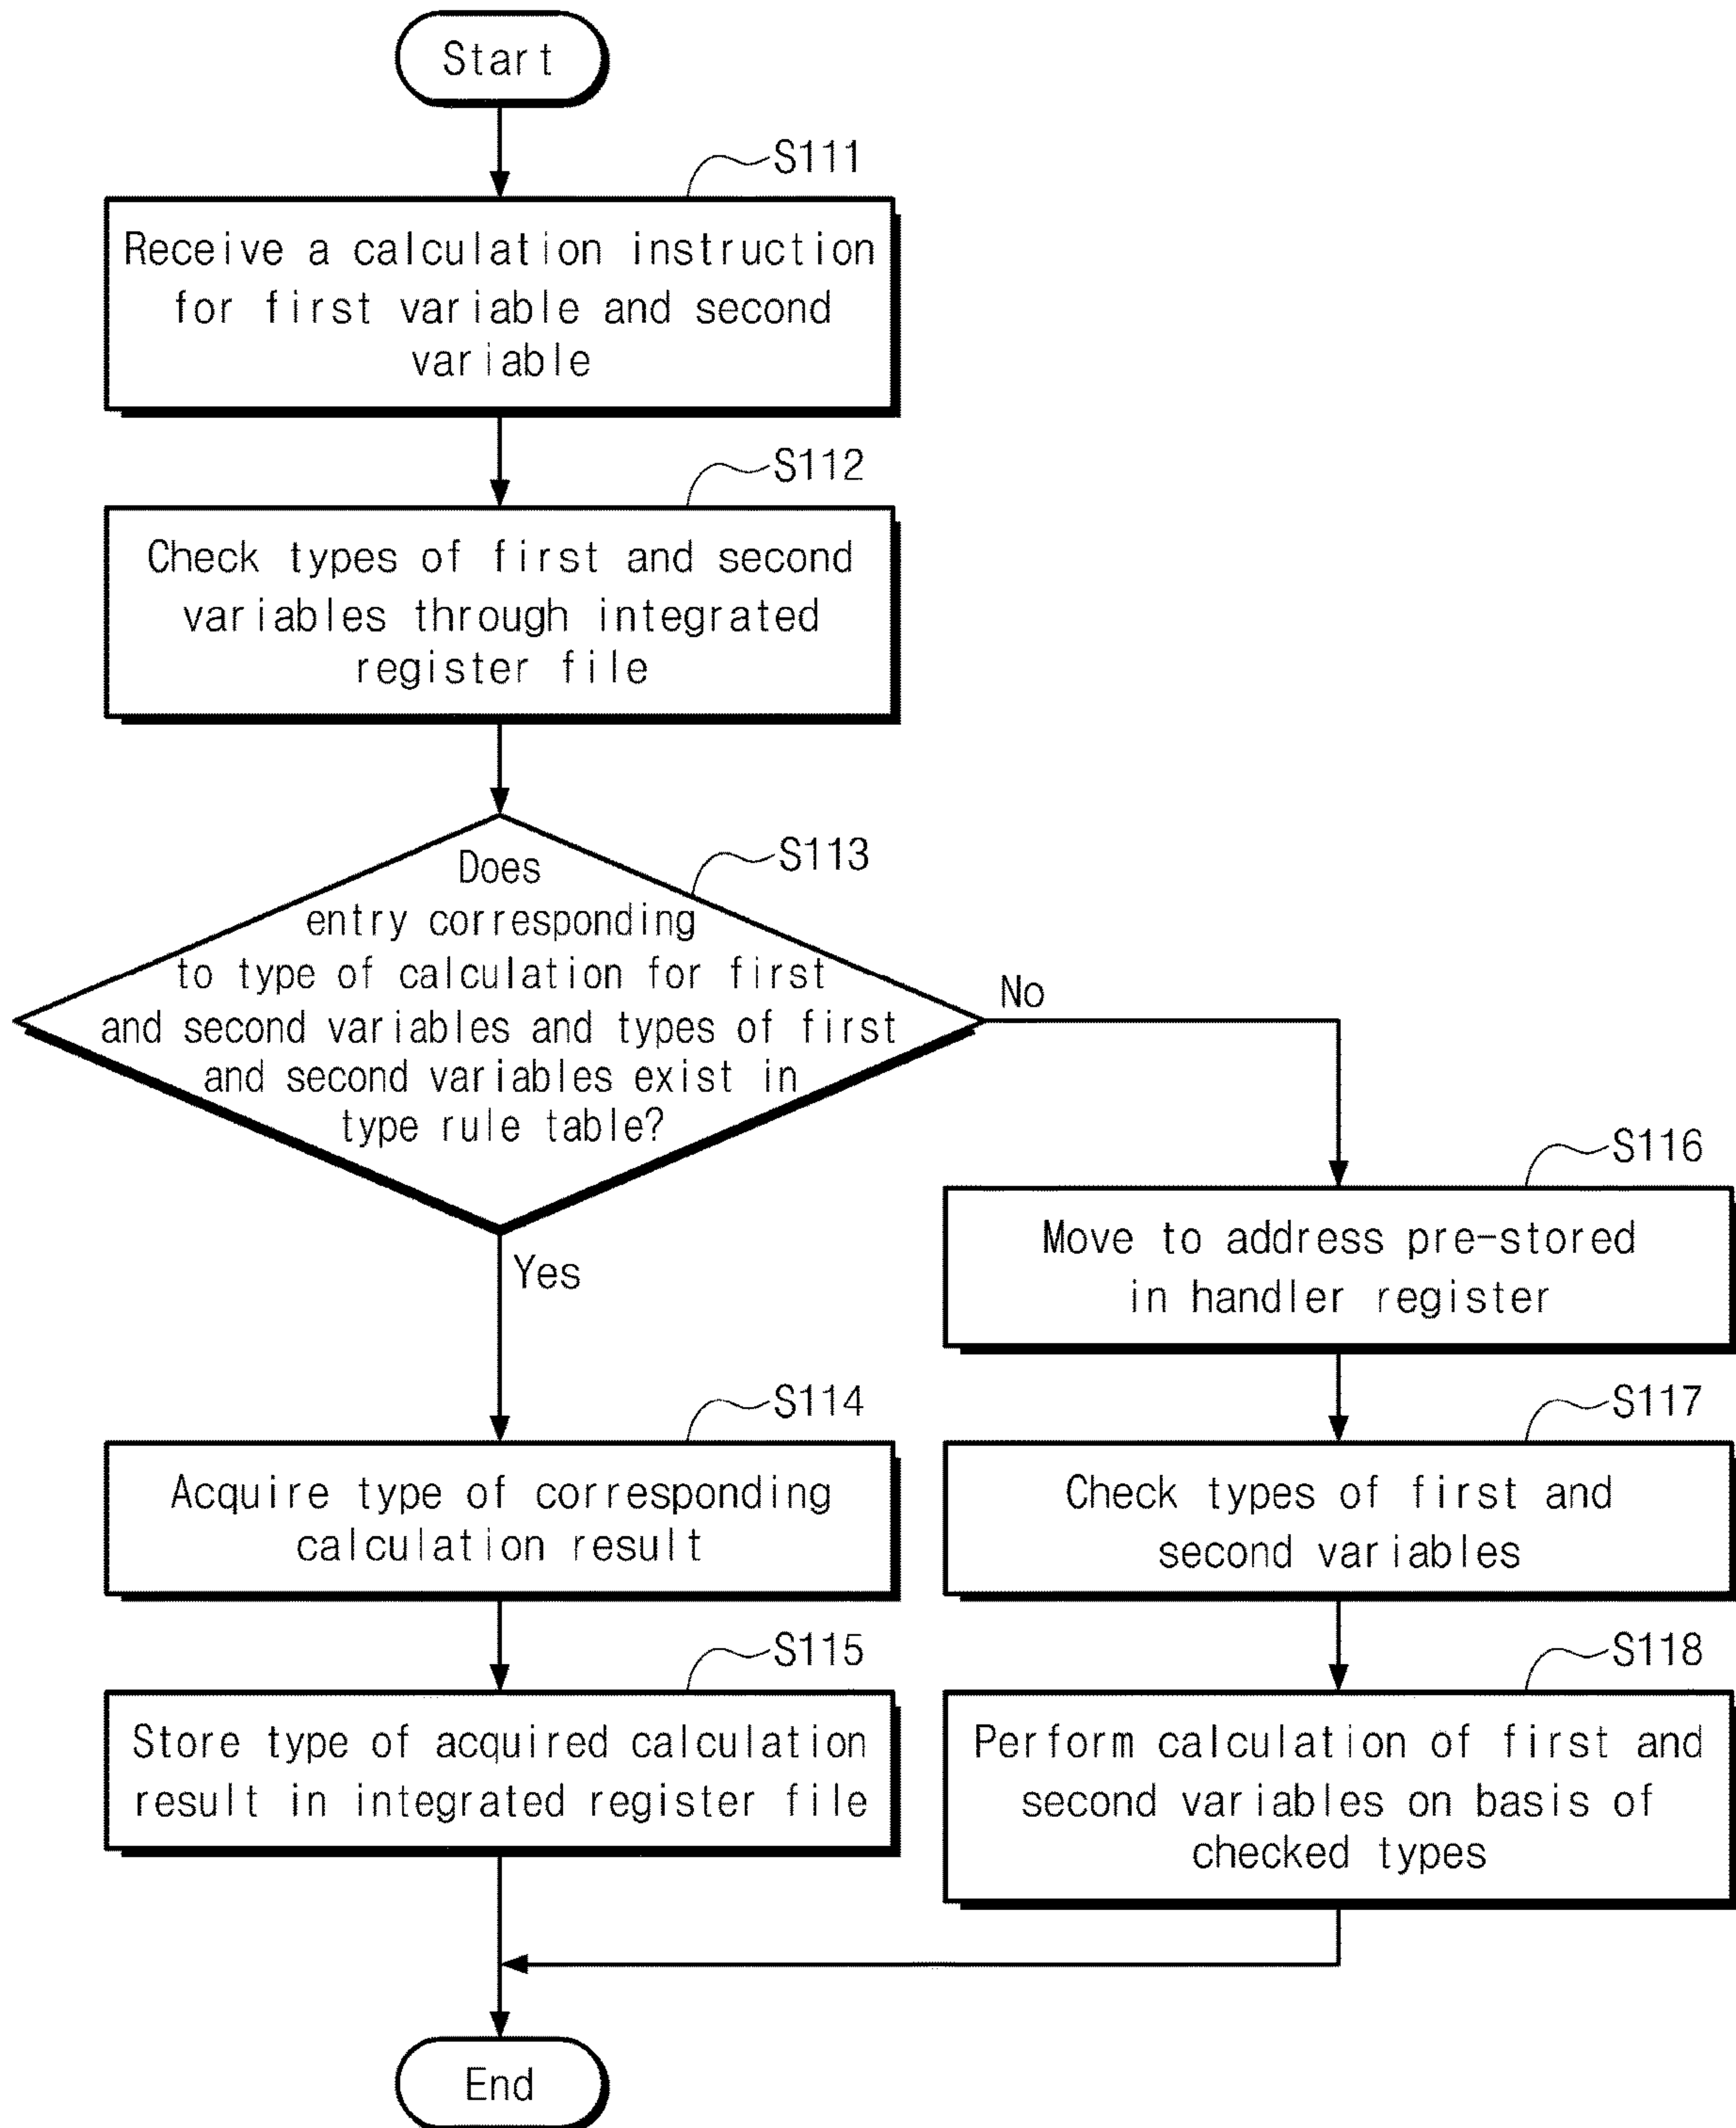 Start
S111
Receive a calculation instruction
for first variable and second
variable
S112
Check types of first and second
variables through integrated
register file
S113
Does
entry corresponding
to type of calculation for first
and second variables and types of first
and second variables exist in
type rule table?
No
Yes
S116
Move to address pre-stored
in handler register
S114
Acquire type of corresponding
calculation result
S117
Check types of first and
second variables
S115
Store type of acquired calculation
result in integrated register file
S118
Perform calculation of first and
second variables on basis of
checked types
End